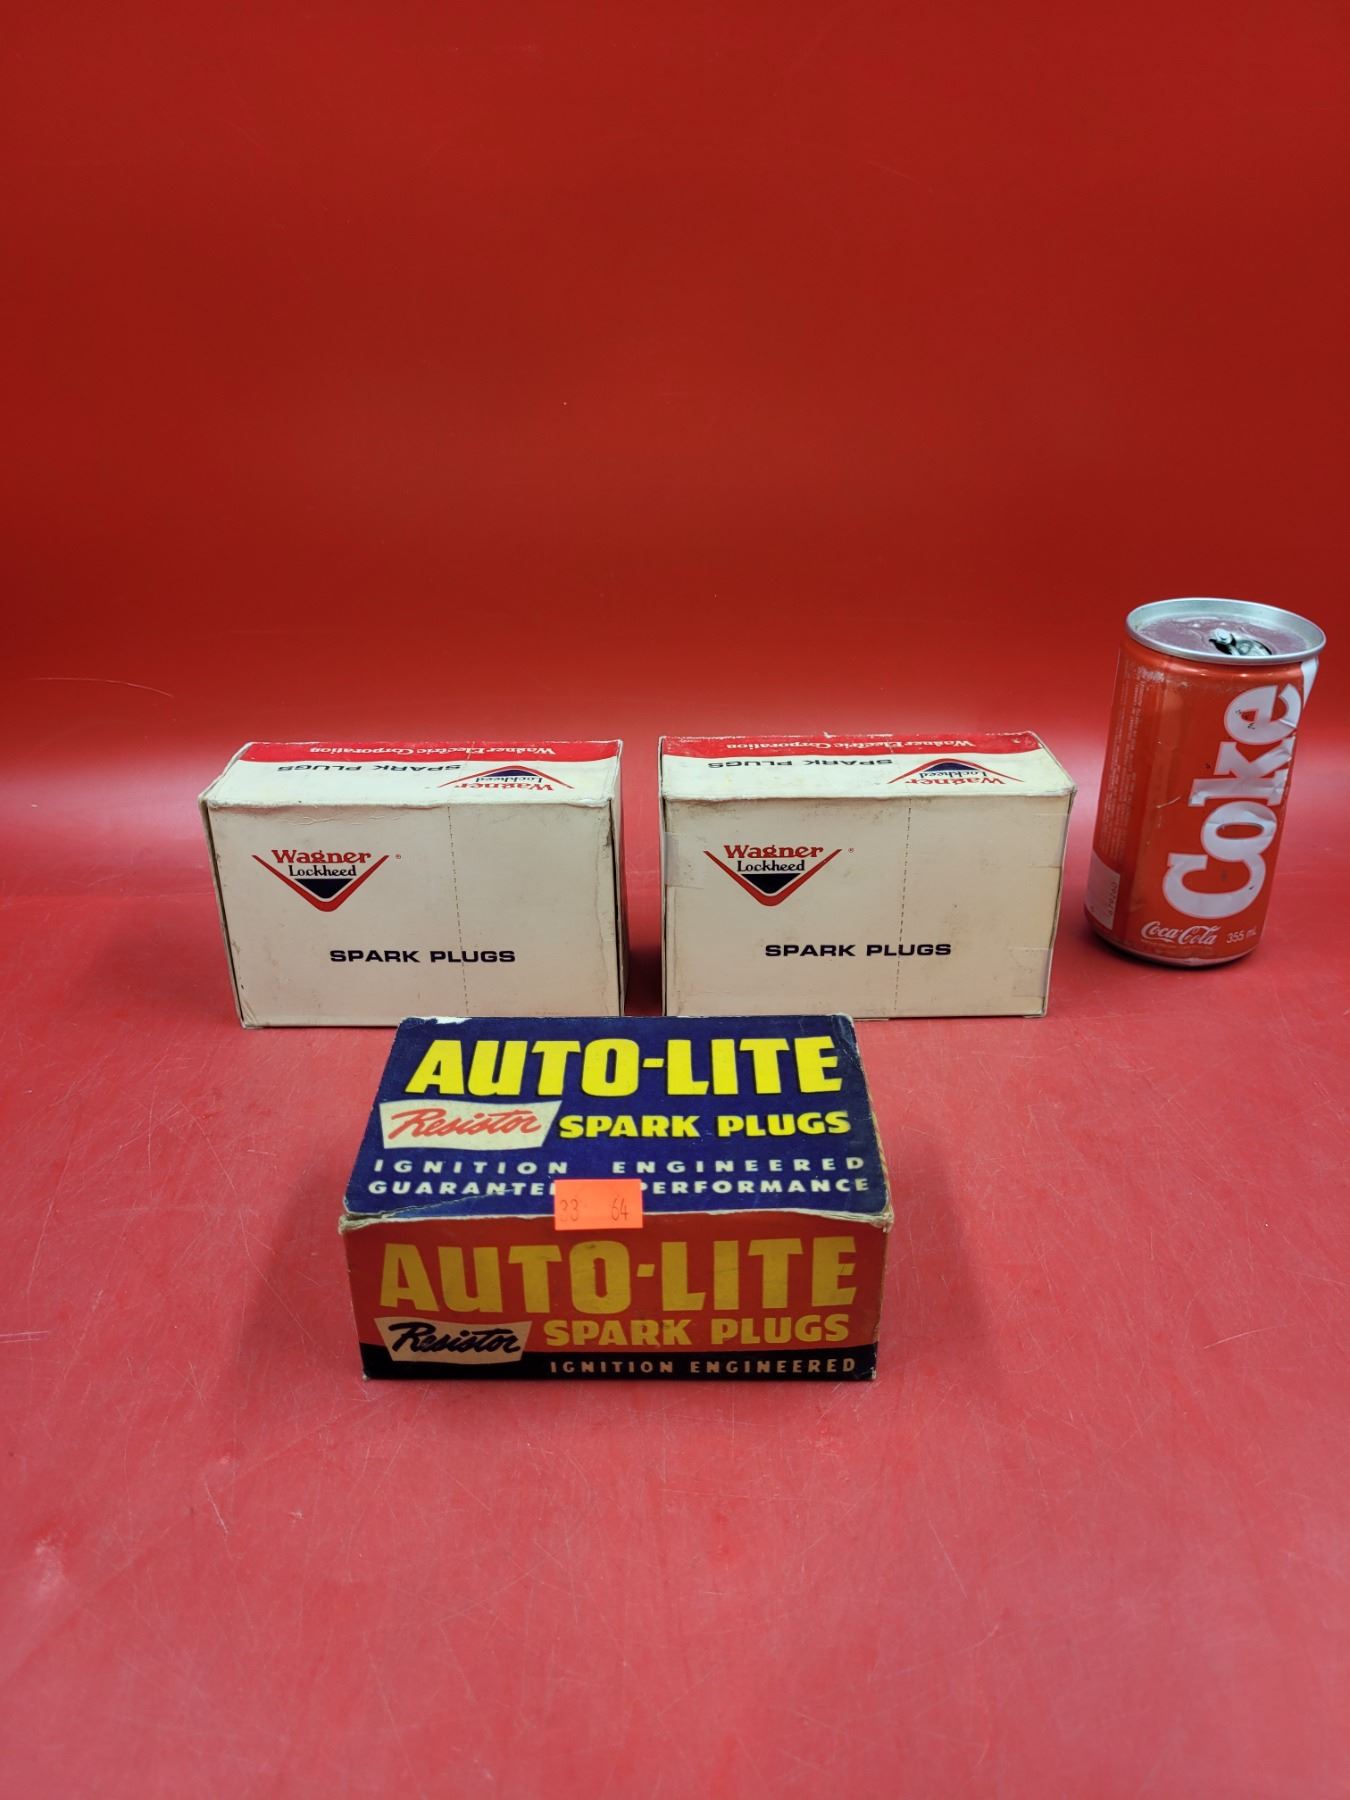 Wagner Electric Corporation
SPARK PLUGS
Wagner
Lockheed
Wagner
Lockheed
®
SPARK PLUGS
Wagner Electric Corporation
SPARK PLUGS
Wagner
Lockheed
Wagner
Lockheed
®
SPARK PLUGS
Coke
Coca-Cola 355 mL
AUTO-LITE
Resistor SPARK PLUGS
IGNITION ENGINEERED
PERFORMANCE
33 64
AUTO-LITE
Resistor SPARK PLUGS
IGNITION ENGINEERED